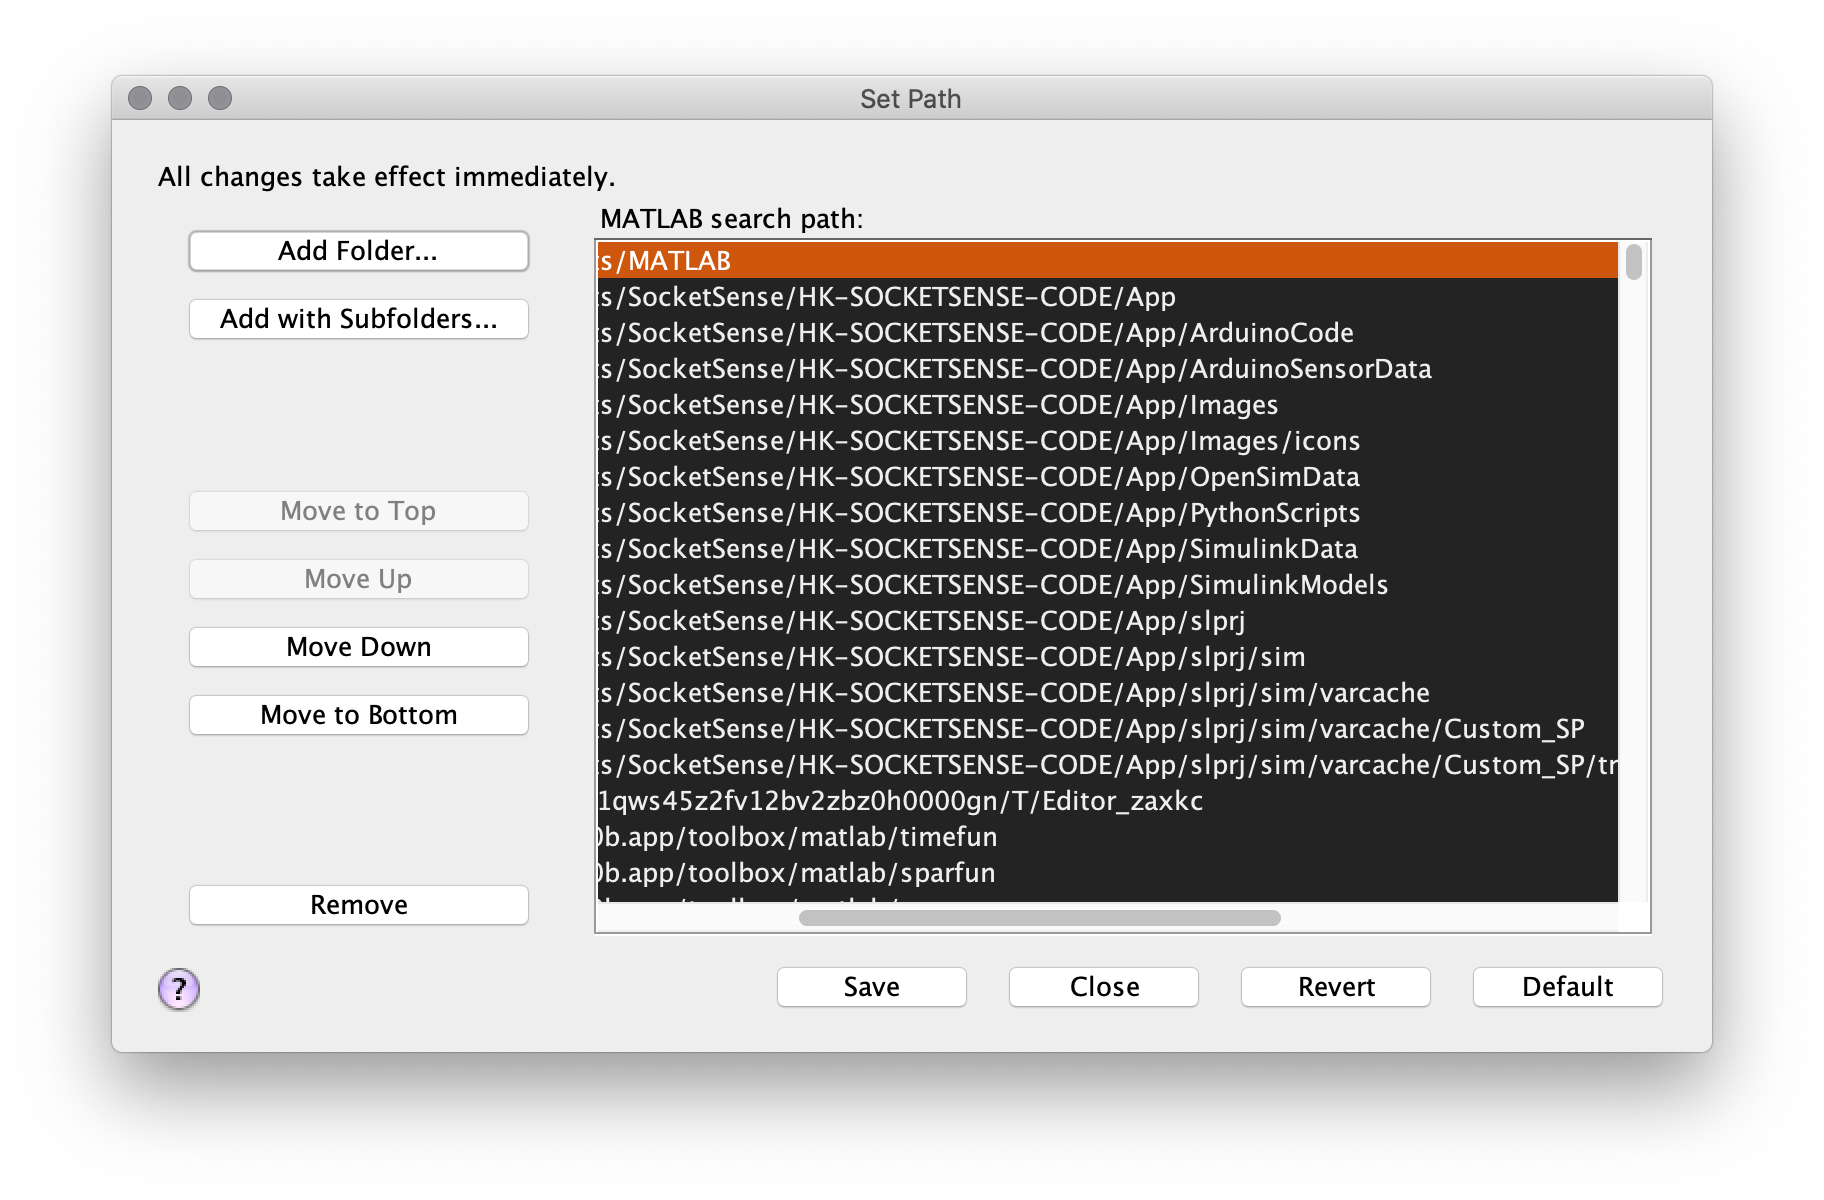 Set Path
All changes take effect immediately.
MATLAB search path:
Add Folder...
Add with Subfolders...
Move to Top
Move Up
Move Down
Move to Bottom
Remove
s/MATLAB
s/SocketSense/HK-SOCKETSENSE-CODE/App
s/SocketSense/HK-SOCKETSENSE-CODE/App/ArduinoCode
s/SocketSense/HK-SOCKETSENSE-CODE/App/ArduinoSensorData
s/SocketSense/HK-SOCKETSENSE-CODE/App/Images
s/SocketSense/HK-SOCKETSENSE-CODE/App/Images/icons
s/SocketSense/HK-SOCKETSENSE-CODE/App/OpenSimData
s/SocketSense/HK-SOCKETSENSE-CODE/App/PythonScripts
s/SocketSense/HK-SOCKETSENSE-CODE/App/SimulinkData
s/SocketSense/HK-SOCKETSENSE-CODE/App/SimulinkModels
s/SocketSense/HK-SOCKETSENSE-CODE/App/slprj
s/SocketSense/HK-SOCKETSENSE-CODE/App/slprj/sim
s/SocketSense/HK-SOCKETSENSE-CODE/App/slprj/sim/varcache
s/SocketSense/HK-SOCKETSENSE-CODE/App/slprj/sim/varcache/Custom_SP
s/SocketSense/HK-SOCKETSENSE-CODE/App/slprj/sim/varcache/Custom_SP/tr
1qws45z2fv12bv2zbz0h0000gn/T/Editor_zaxkc
0b.app/toolbox/matlab/timefun
0b.app/toolbox/matlab/sparfun
?
Save
Close
Revert
Default